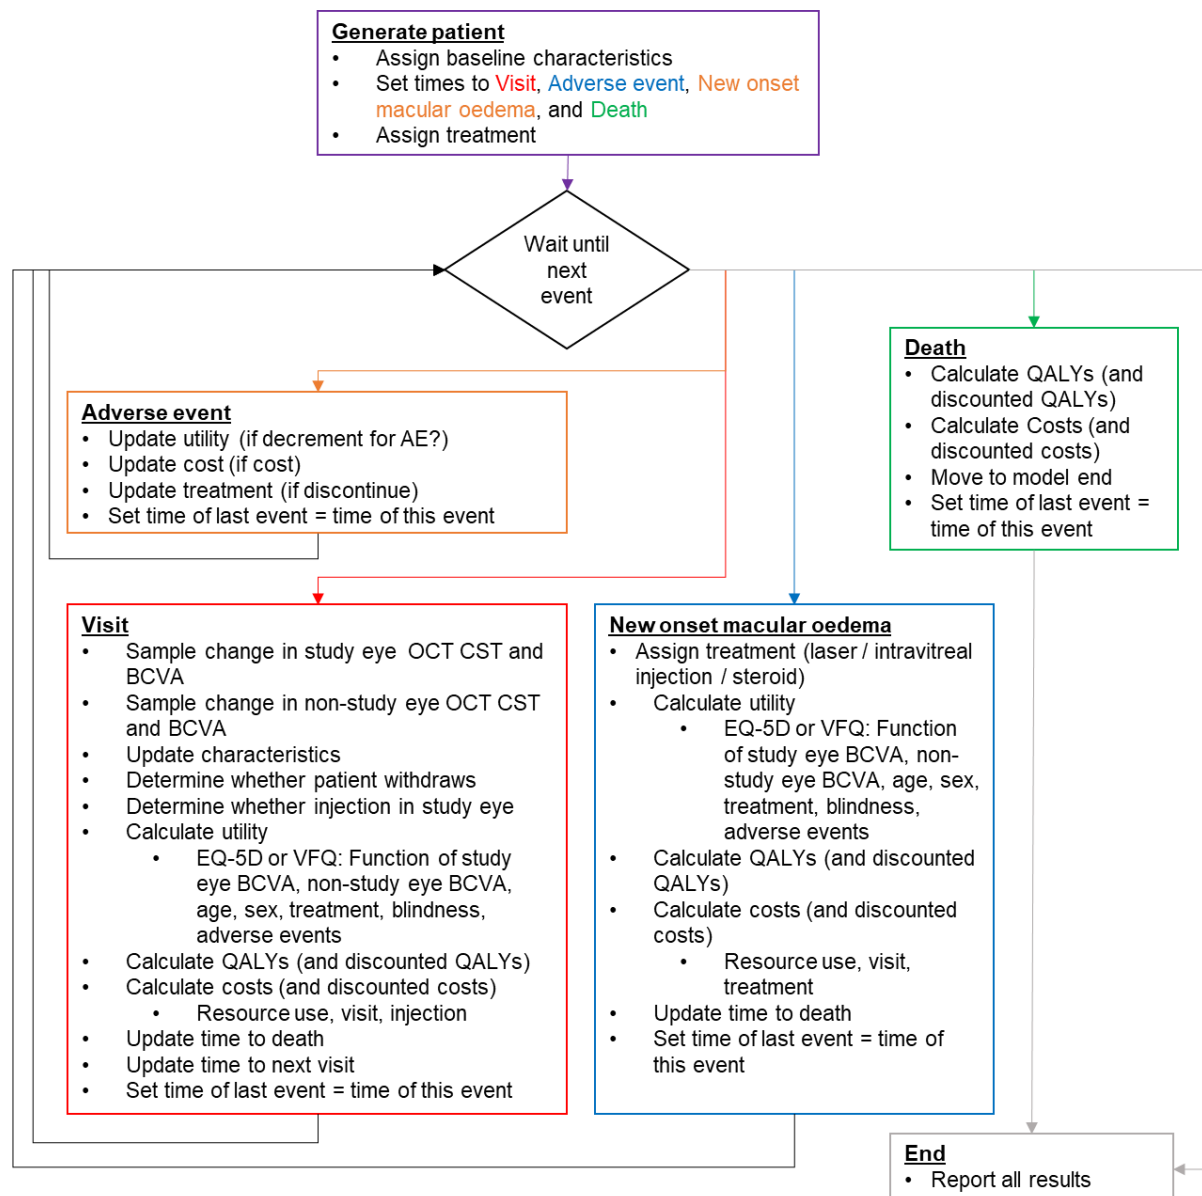 Generate patient
• Assign baseline characteristics
• Set times to Visit, Adverse event, New onset
macular oedema, and Death
• Assign treatment
Wait until
next
event
Adverse event
• Update utility (if decrement for AE?)
• Update cost (if cost)
• Update treatment (if discontinue)
• Set time of last event = time of this event
Death
• Calculate QALYs (and
discounted QALYs)
• Calculate Costs (and
discounted costs)
• Move to model end
• Set time of last event =
time of this event
Visit
• Sample change in study eye OCT CST and
BCVA
• Sample change in non-study eye OCT CST
and BCVA
• Update characteristics
• Determine whether patient withdraws
• Determine whether injection in study eye
• Calculate utility
• EQ-5D or VFQ: Function of study
eye BCVA, non-study eye BCVA,
age, sex, treatment, blindness,
adverse events
• Calculate QALYs (and discounted QALYs)
• Calculate costs (and discounted costs)
• Resource use, visit, injection
• Update time to death
• Update time to next visit
• Set time of last event = time of this event
New onset macular oedema
• Assign treatment (laser / intravitreal
injection / steroid)
• Calculate utility
• EQ-5D or VFQ: Function
of study eye BCVA, non-
study eye BCVA, age, sex,
treatment, blindness,
adverse events
• Calculate QALYs (and discounted
QALYs)
• Calculate costs (and discounted
costs)
• Resource use, visit,
treatment
• Update time to death
• Set time of last event = time of
this event
End
• Report all results